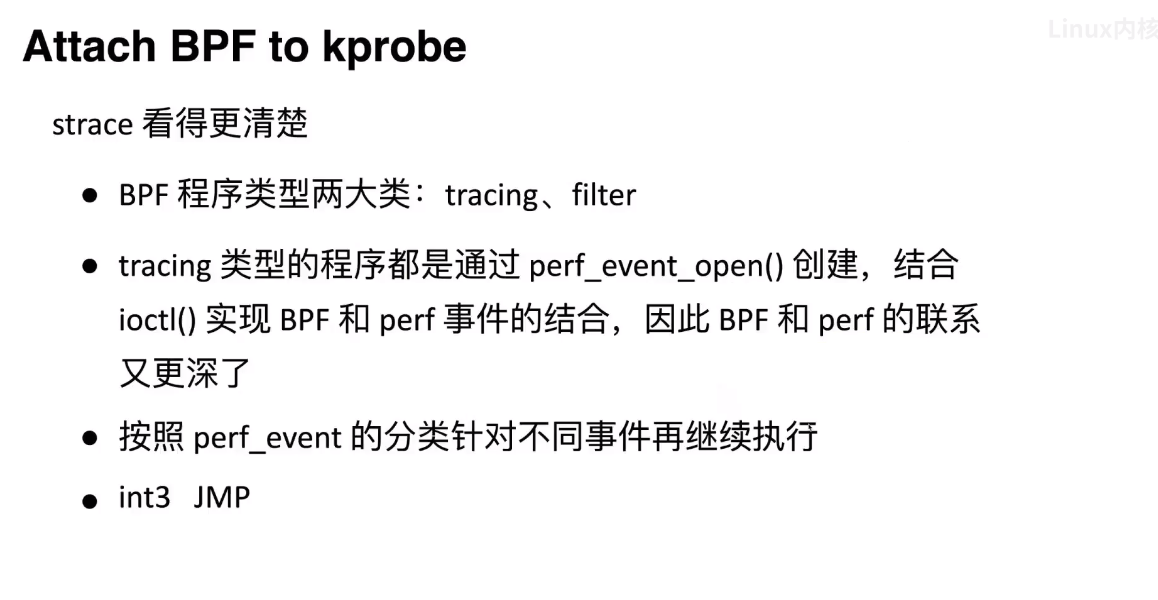 Linux内核
Attach BPF to kprobe
strace 看得更清楚
● BPF 程序类型两大类：tracing、filter
● tracing 类型的程序都是通过 perf_event_open() 创建，结合
ioctl() 实现 BPF 和 perf 事件的结合，因此 BPF 和 perf 的联系
又更深了
● 按照 perf_event 的分类针对不同事件再继续执行
● int3 JMP